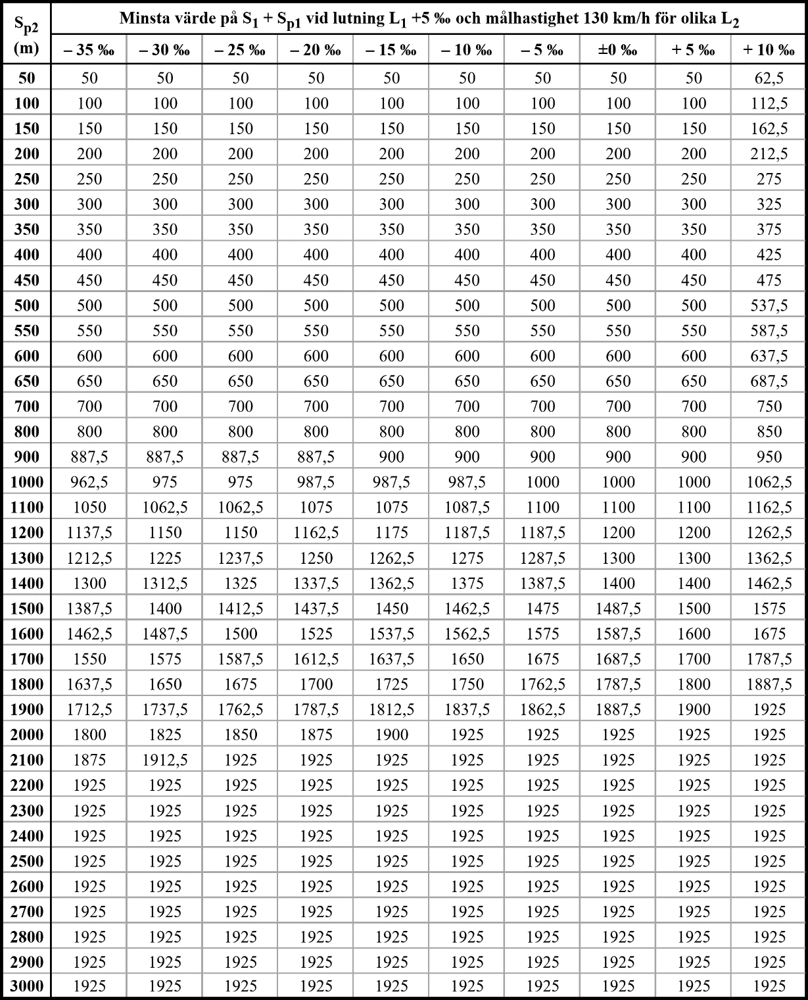 S_p2 (m) Minsta värde på S_1 + S_p1 vid lutning L_1 +5 ‰ och målhastighet 130 km/h för olika L_2
– 35 ‰ – 30 ‰ – 25 ‰ – 20 ‰ – 15 ‰ – 10 ‰ – 5 ‰ ±0 ‰ + 5 ‰ + 10 ‰
50 50 50 50 50 50 50 50 50 50 62,5
100 100 100 100 100 100 100 100 100 100 112,5
150 150 150 150 150 150 150 150 150 150 162,5
200 200 200 200 200 200 200 200 200 200 212,5
250 250 250 250 250 250 250 250 250 250 275
300 300 300 300 300 300 300 300 300 300 325
350 350 350 350 350 350 350 350 350 350 375
400 400 400 400 400 400 400 400 400 400 425
450 450 450 450 450 450 450 450 450 450 475
500 500 500 500 500 500 500 500 500 500 537,5
550 550 550 550 550 550 550 550 550 550 587,5
600 600 600 600 600 600 600 600 600 600 637,5
650 650 650 650 650 650 650 650 650 650 687,5
700 700 700 700 700 700 700 700 700 700 750
800 800 800 800 800 800 800 800 800 800 850
900 887,5 887,5 887,5 887,5 900 900 900 900 900 950
1000 962,5 975 975 987,5 987,5 987,5 1000 1000 1000 1062,5
1100 1050 1062,5 1062,5 1075 1075 1087,5 1100 1100 1100 1162,5
1200 1137,5 1150 1150 1162,5 1175 1187,5 1187,5 1200 1200 1262,5
1300 1212,5 1225 1237,5 1250 1262,5 1275 1287,5 1300 1300 1362,5
1400 1300 1312,5 1325 1337,5 1362,5 1375 1387,5 1400 1400 1462,5
1500 1387,5 1400 1412,5 1437,5 1450 1462,5 1475 1487,5 1500 1575
1600 1462,5 1487,5 1500 1525 1537,5 1562,5 1575 1587,5 1600 1675
1700 1550 1575 1587,5 1612,5 1637,5 1650 1675 1687,5 1700 1787,5
1800 1637,5 1650 1675 1700 1725 1750 1762,5 1787,5 1800 1887,5
1900 1712,5 1737,5 1762,5 1787,5 1812,5 1837,5 1862,5 1887,5 1900 1925
2000 1800 1825 1850 1875 1900 1925 1925 1925 1925 1925
2100 1875 1912,5 1925 1925 1925 1925 1925 1925 1925 1925
2200 1925 1925 1925 1925 1925 1925 1925 1925 1925 1925
2300 1925 1925 1925 1925 1925 1925 1925 1925 1925 1925
2400 1925 1925 1925 1925 1925 1925 1925 1925 1925 1925
2500 1925 1925 1925 1925 1925 1925 1925 1925 1925 1925
2600 1925 1925 1925 1925 1925 1925 1925 1925 1925 1925
2700 1925 1925 1925 1925 1925 1925 1925 1925 1925 1925
2800 1925 1925 1925 1925 1925 1925 1925 1925 1925 1925
2900 1925 1925 1925 1925 1925 1925 1925 1925 1925 1925
3000 1925 1925 1925 1925 1925 1925 1925 1925 1925 1925